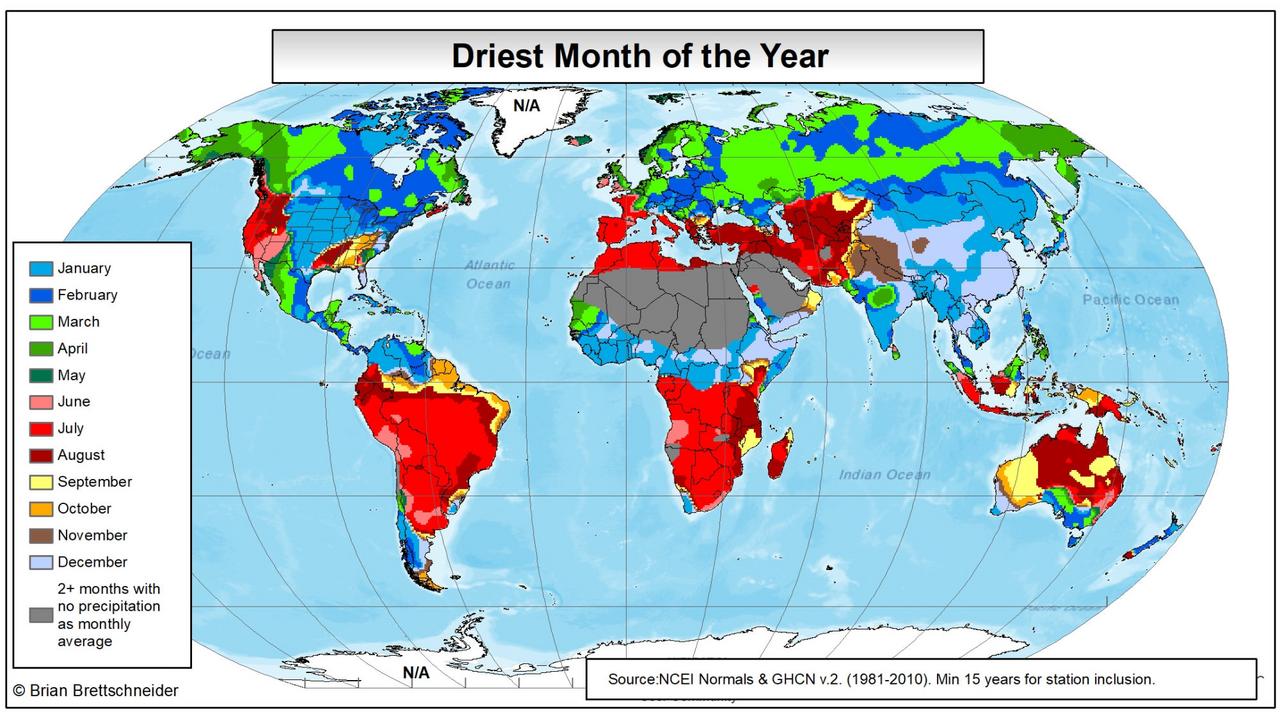 Driest Month of the Year
N/A
January
February
March
April
May
June
July
August
September
October
November
December
2+ months with
no precipitation
as monthly
average
Atlantic
Ocean
Pacific Ocean
Ocean
Indian Ocean
Pacific Ocean
N/A
Source:NCEI Normals & GHCN v.2. (1981-2010). Min 15 years for station inclusion.
© Brian Brettschneider